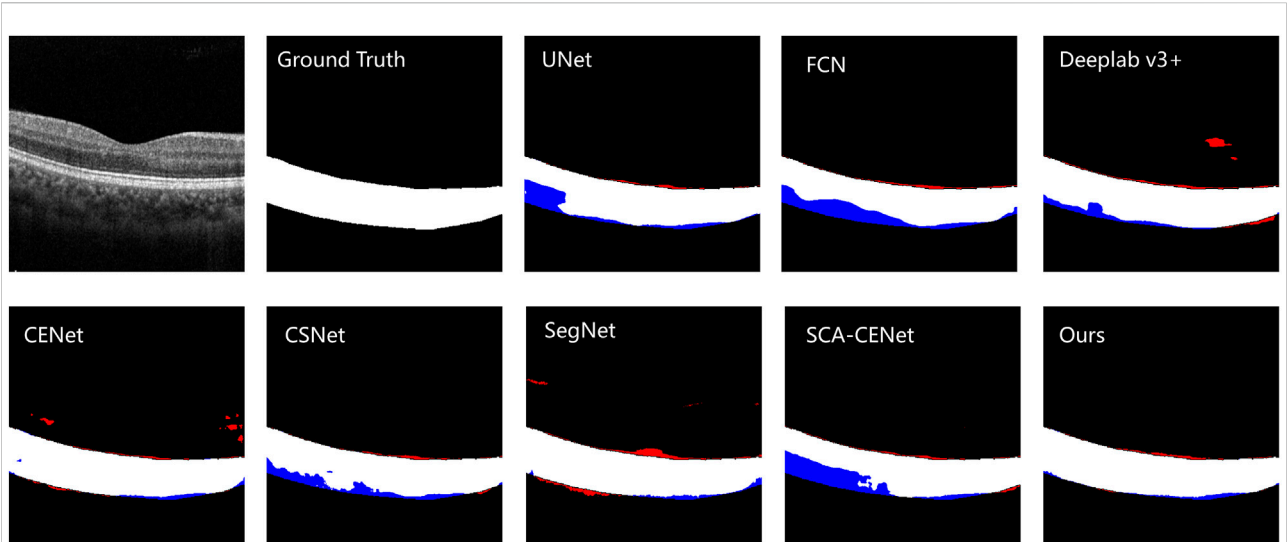 Ground Truth
UNet
FCN
Deeplab v3+
CENet
CSNet
SegNet
SCA-CENet
Ours